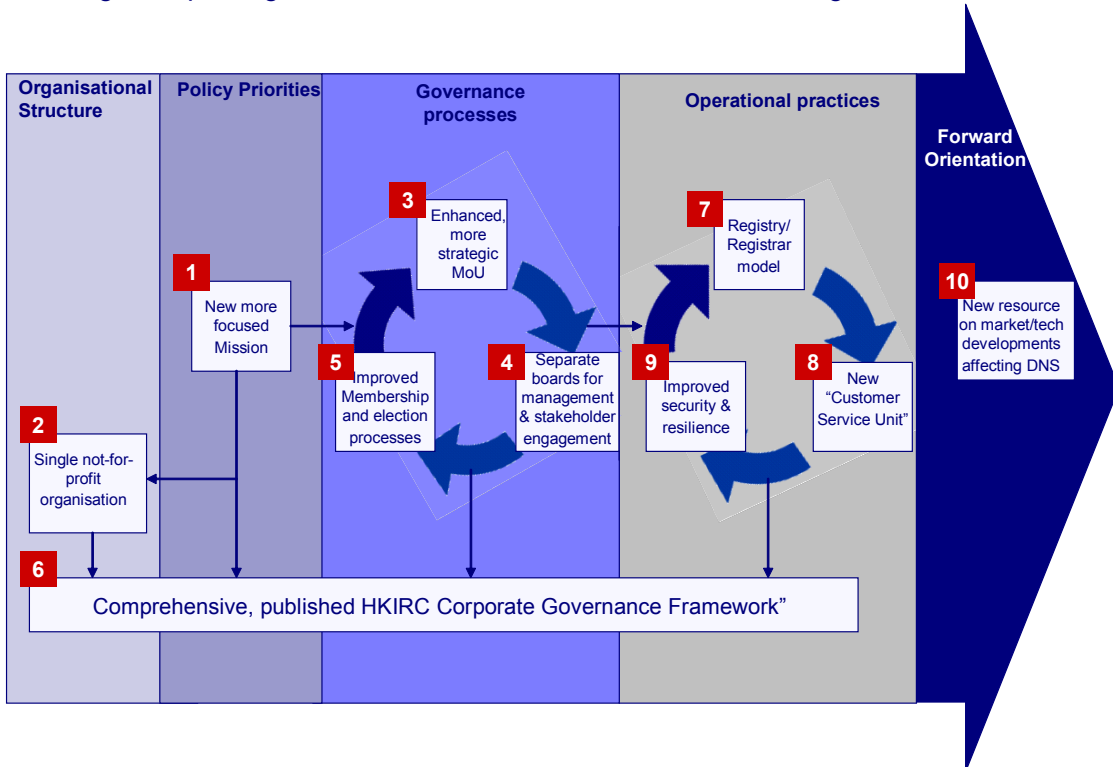 Organisational
Structure
Policy Priorities
Governance
processes
Operational practices
Forward
Orientation
1
New more
focused
Mission
2
Single not-for-
profit
organisation
3
Enhanced,
more
strategic
MoU
4
Separate
boards for
management
& stakeholder
engagement
5
Improved
Membership
and election
processes
6
Comprehensive, published HKIRC Corporate Governance Framework”
7
Registry/
Registrar
model
8
New
“Customer
Service Unit”
9
Improved
security &
resilience
10
New resource
on market/tech
developments
affecting DNS